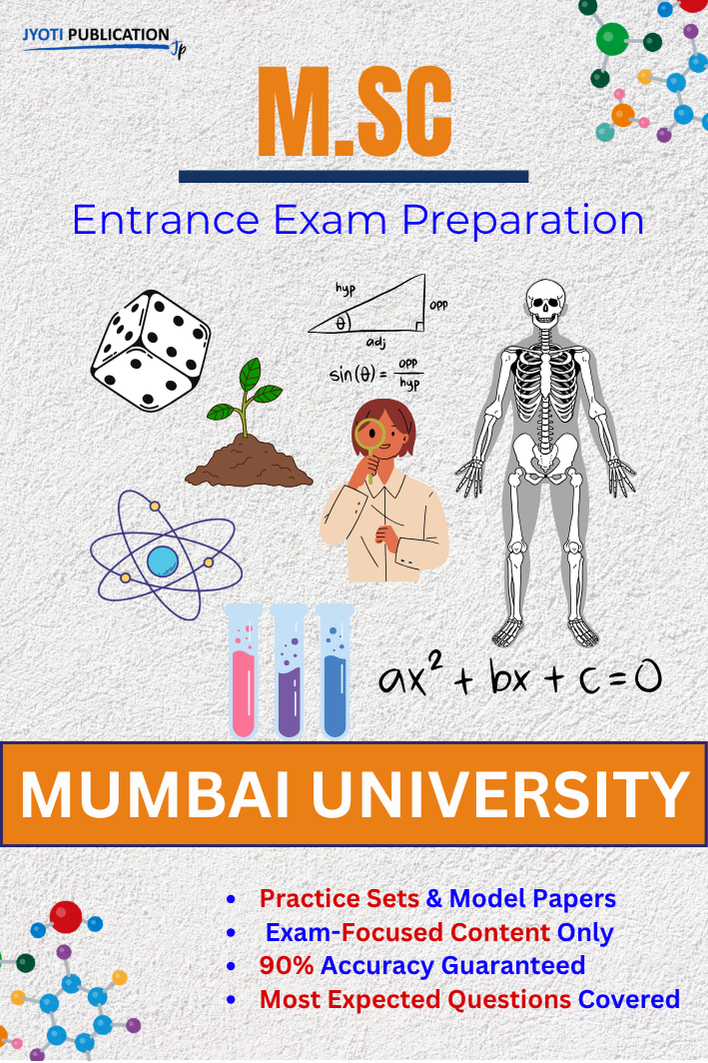 JYOTI PUBLICATION
Jp
M.SC
Entrance Exam Preparation
hyp
opp
θ
adj
sin(θ) = opp/hyp
ax² + bx + c = 0
MUMBAI UNIVERSITY
• Practice Sets & Model Papers
• Exam-Focused Content Only
• 90% Accuracy Guaranteed
• Most Expected Questions Covered